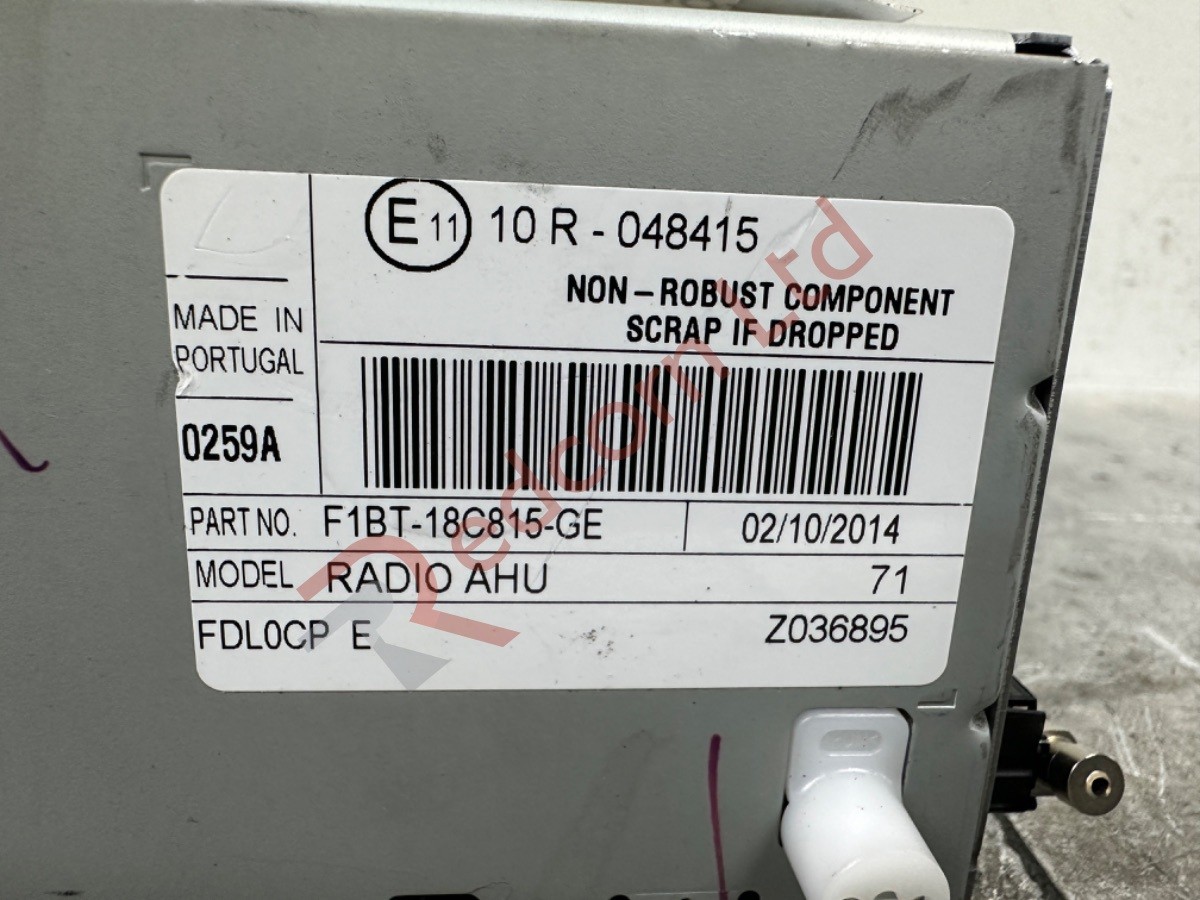 E 11 10 R - 048415
NON-ROBUST COMPONENT
SCRAP IF DROPPED
MADE IN
PORTUGAL
0259A
PART NO. F1BT-18C815-GE 02/10/2014
MODEL RADIO AHU 71
FDL0CP E Z036895
Redcorn Ltd